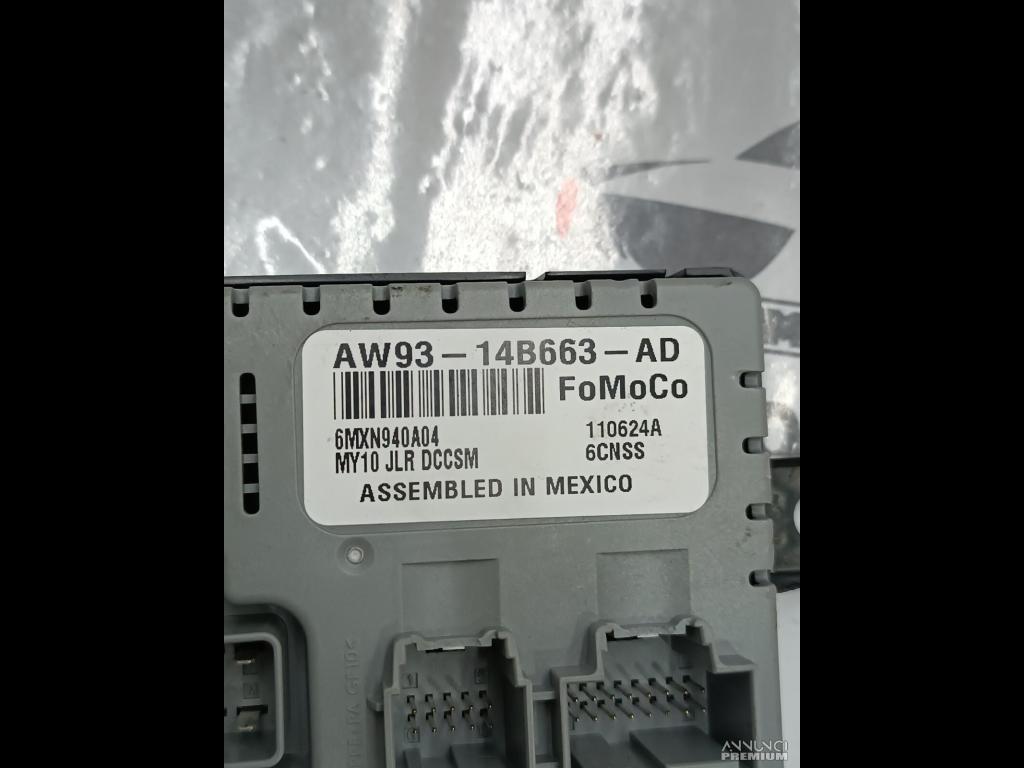 AW93-14B663-AD
FoMoCo
6MXN940A04 110624A
MY10 JLR DCCSM 6CNSS
ASSEMBLED IN MEXICO
ANNUNCI
PREMIUM